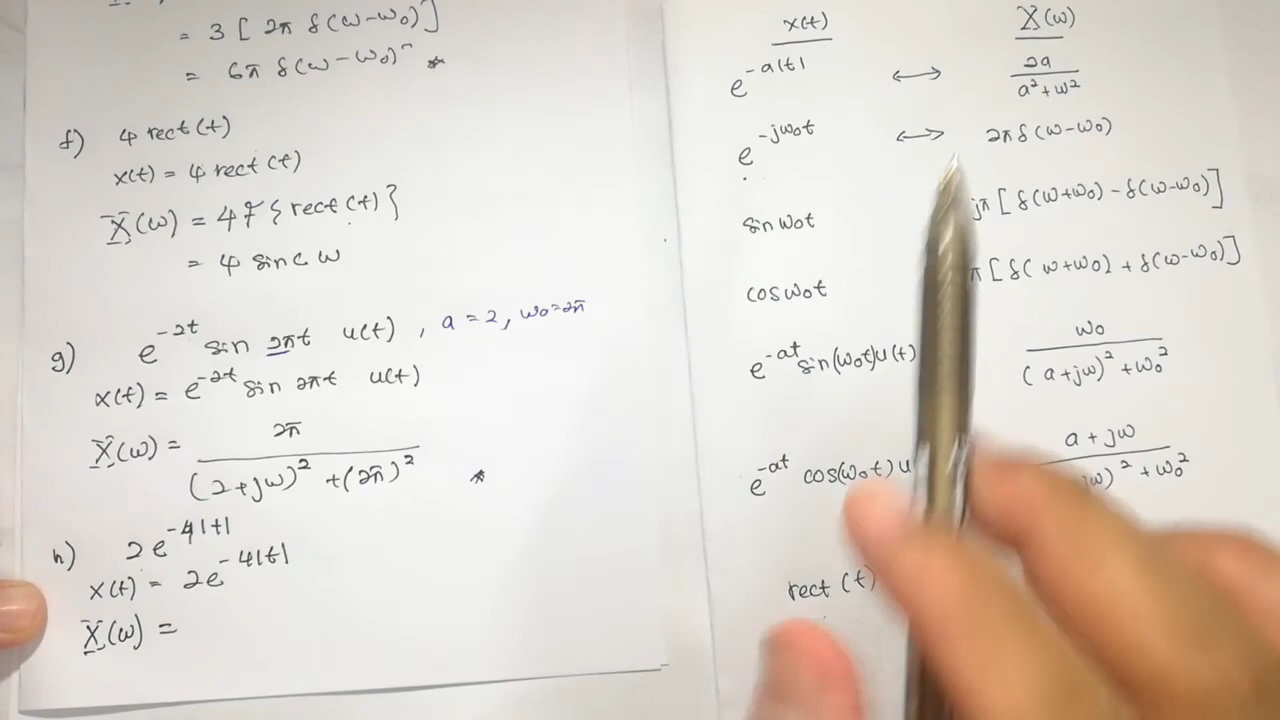 = 3 [ 2π δ(ω-ω₀) ]
= 6π δ(ω-ω₀) *
f) 4 rect(t)
x(t) = 4 rect(t)
X(ω) = 4 F { rect(t) }
= 4 sinc ω
g) e^{-2t} sin 2πt u(t) , a = 2, ω₀=2π
x(t) = e^{-2t} sin 2πt u(t)
X(ω) = 2π / (2+jω)² + (2π)² *
h) 2e^{-4|t|}
x(t) = 2e^{-4|t|}
X(ω) =
x(t) X(ω)
e^{-a|t|} ↔ 2a / a²+ω²
e^{-jω₀t} ↔ 2πδ(ω-ω₀)
sin ω₀t jπ[δ(ω+ω₀) - δ(ω-ω₀)]
cos ω₀t π[δ(ω+ω₀) + δ(ω-ω₀)]
e^{-at} sin(ω₀t)u(t) ω₀ / (a+jω)² + ω₀²
e^{-at} cos(ω₀t)u a + jω / jω)² + ω₀²
rect (t)